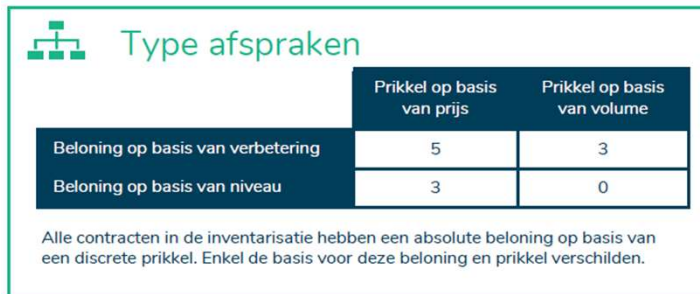 Type afspraken
Prikkel op basis van prijs
Prikkel op basis van volume
Beloning op basis van verbetering 5 3
Beloning op basis van niveau 3 0
Alle contracten in de inventarisatie hebben een absolute beloning op basis van
een discrete prikkel. Enkel de basis voor deze beloning en prikkel verschilden.